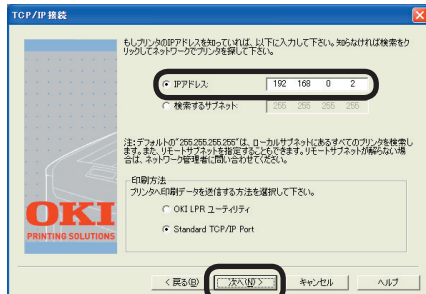 TCP/IP 接続
もしプリンタのIPアドレスを知っていれば、以下に入力して下さい。知らなければ検索をク
リックしてネットワークでプリンタを探して下さい。
IPアドレス: 192 168 0 2
検索するサブネット: 255 255 255 255
注:デフォルトの"255.255.255.255"は、ローカルサブネットにあるすべてのプリンタを検索し
ます。また、リモートサブネットを指定することもできます。リモートサブネットが解らない場
合は、ネットワーク管理者に問い合わせてください。
印刷方法
プリンタへ印刷データを送信する方法を選択して下さい。
OKI LPR ユーティリティ
Standard TCP/IP Port
OKI
PRINTING SOLUTIONS
< 戻る(B) 次へ(N) > キャンセル ヘルプ